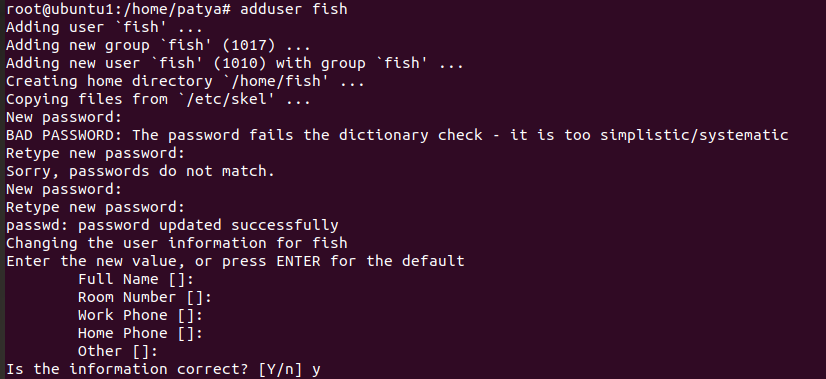 root@ubuntu1:/home/patya# adduser fish
Adding user `fish' ...
Adding new group `fish' (1017) ...
Adding new user `fish' (1010) with group `fish' ...
Creating home directory `/home/fish' ...
Copying files from `/etc/skel' ...
New password:
BAD PASSWORD: The password fails the dictionary check - it is too simplistic/systematic
Retype new password:
Sorry, passwords do not match.
New password:
Retype new password:
passwd: password updated successfully
Changing the user information for fish
Enter the new value, or press ENTER for the default
        Full Name []:
        Room Number []:
        Work Phone []:
        Home Phone []:
        Other []:
Is the information correct? [Y/n] y